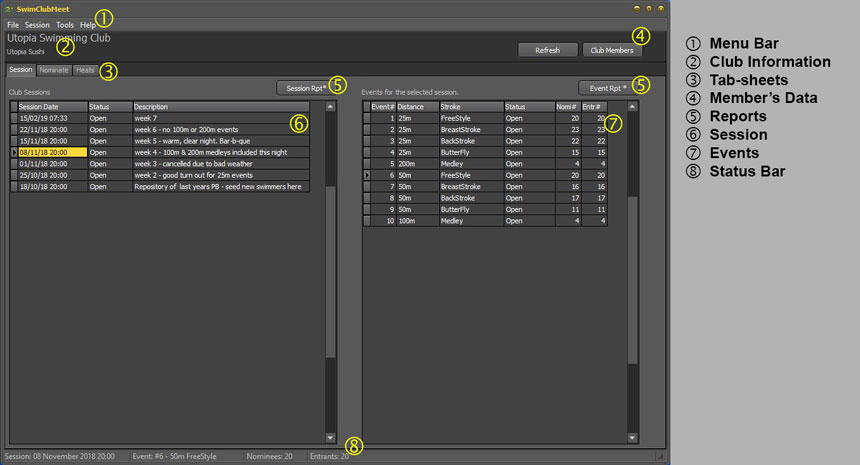 SwimClubMeet
File Session Tools Help ①
Utopia Swimming Club
Utopia Sushi ②
④
Refresh Club Members
Session Nominate Heats ③
Club Sessions Session Rpt* ⑤
Events for the selected session. Event Rpt * ⑤
Session Date Status Description
15/02/19 07:33 Open week 7
22/11/18 20:00 Open week 6 - no 100m or 200m events ⑥
15/11/18 20:00 Open week 5 - warm, clear night. Bar-b-que
08/11/18 20:00 Open week 4 - 100m & 200m medleys included this night
01/11/18 20:00 Open week 3 - cancelled due to bad weather
25/10/18 20:00 Open week 2 - good turn out for 25m events
18/10/18 20:00 Open Repository of last years PB - seed new swimmers here
Event# Distance Stroke Status Nomi# Entr #
1 25m FreeStyle Open 20 20
2 25m BreastStroke Open 23 23 ⑦
3 25m BackStroke Open 22 22
4 25m ButterFly Open 15 15
5 200m Medley Open 4 4
6 50m FreeStyle Open 20 20
7 50m BreastStroke Open 16 16
8 50m BackStroke Open 17 17
9 50m ButterFly Open 11 11
10 100m Medley Open 4 4
⑧
Session: 08 November 2018 20:00 Event: #6 - 50m FreeStyle Nominees: 20 Entrants: 20
① Menu Bar
② Club Information
③ Tab-sheets
④ Member's Data
⑤ Reports
⑥ Session
⑦ Events
⑧ Status Bar